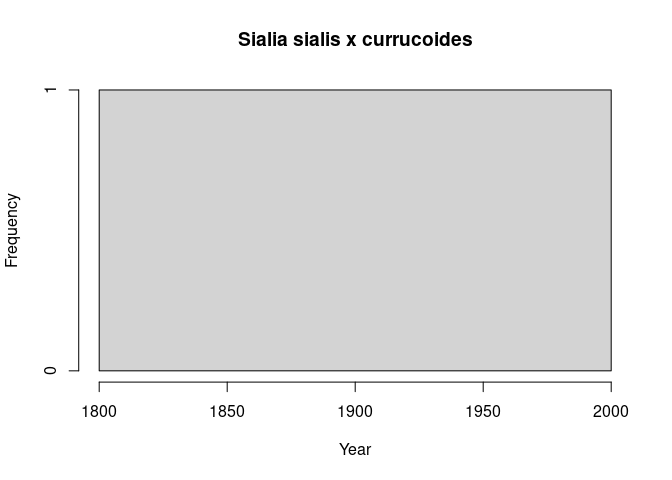 Sialia sialis x currucoides
1
Frequency
0
1800 1850 1900 1950 2000
Year